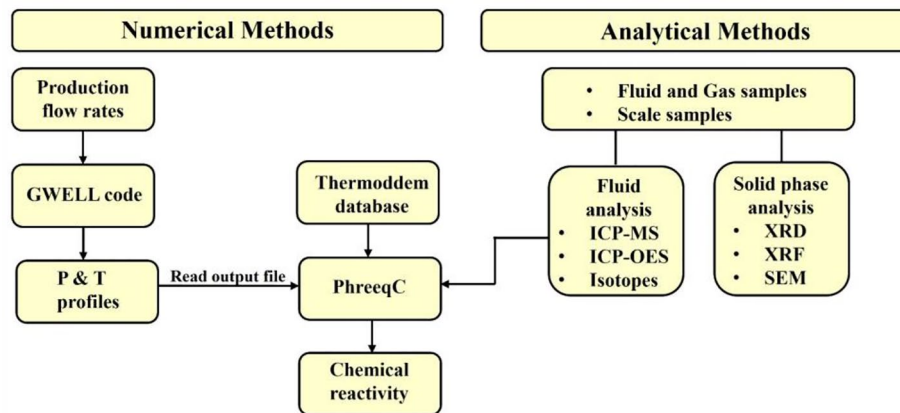 Numerical Methods
Analytical Methods
Production
flow rates
GWELL code
P & T
profiles
Read output file
Thermoddem
database
PhreeqC
Chemical
reactivity
• Fluid and Gas samples
• Scale samples
Fluid
analysis
• ICP-MS
• ICP-OES
• Isotopes
Solid phase
analysis
• XRD
• XRF
• SEM